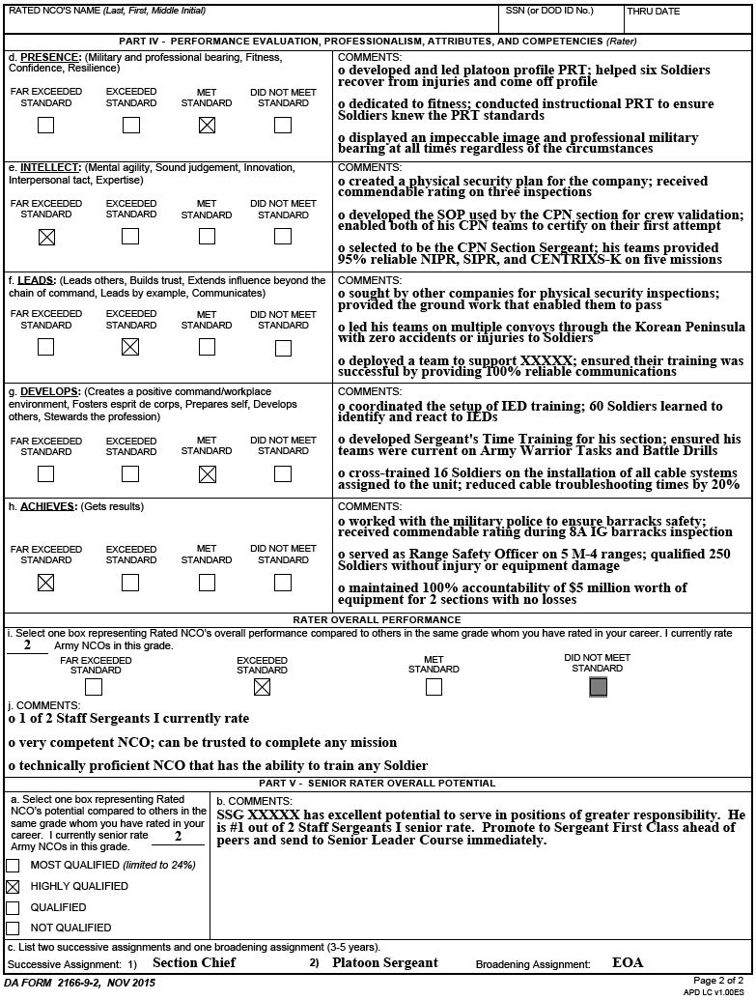 RATED NCO'S NAME (Last, First, Middle Initial)
SSN (or DOD ID No.)
THRU DATE
PART IV - PERFORMANCE EVALUATION, PROFESSIONALISM, ATTRIBUTES, AND COMPETENCIES (Rater)
d. PRESENCE: (Military and professional bearing, Fitness,
Confidence, Resilience)
FAR EXCEEDED STANDARD
EXCEEDED STANDARD
MET STANDARD
DID NOT MEET STANDARD
COMMENTS:
o developed and led platoon profile PRT; helped six Soldiers
recover from injuries and come off profile
o dedicated to fitness; conducted instructional PRT to ensure
Soldiers knew the PRT standards
o displayed an impeccable image and professional military
bearing at all times regardless of the circumstances
e. INTELLECT: (Mental agility, Sound judgement, Innovation,
Interpersonal tact, Expertise)
FAR EXCEEDED STANDARD
EXCEEDED STANDARD
MET STANDARD
DID NOT MEET STANDARD
COMMENTS:
o created a physical security plan for the company; received
commendable rating on three inspections
o developed the SOP used by the CPN section for crew validation;
enabled both of his CPN teams to certify on their first attempt
o selected to be the CPN Section Sergeant; his teams provided
95% reliable NIPR, SIPR, and CENTRIXS-K on five missions
f. LEADS: (Leads others, Builds trust, Extends influence beyond the
chain of command, Leads by example, Communicates)
FAR EXCEEDED STANDARD
EXCEEDED STANDARD
MET STANDARD
DID NOT MEET STANDARD
COMMENTS:
o sought by other companies for physical security inspections;
provided the ground work that enabled them to pass
o led his teams on multiple convoys through the Korean Peninsula
with zero accidents or injuries to Soldiers
o deployed a team to support XXXXX; ensured their training was
successful by providing 100% reliable communications
g. DEVELOPS: (Creates a positive command/workplace
environment, Fosters esprit de corps, Prepares self, Develops
others, Stewards the profession)
FAR EXCEEDED STANDARD
EXCEEDED STANDARD
MET STANDARD
DID NOT MEET STANDARD
COMMENTS:
o coordinated the setup of IED training; 60 Soldiers learned to
identify and react to IEDs
o developed Sergeant's Time Training for his section; ensured his
teams were current on Army Warrior Tasks and Battle Drills
o cross-trained 16 Soldiers on the installation of all cable systems
assigned to the unit; reduced cable troubleshooting times by 20%
h. ACHIEVES: (Gets results)
FAR EXCEEDED STANDARD
EXCEEDED STANDARD
MET STANDARD
DID NOT MEET STANDARD
COMMENTS:
o worked with the military police to ensure barracks safety;
received commendable rating during 8A IG barracks inspection
o served as Range Safety Officer on 5 M-4 ranges; qualified 250
Soldiers without injury or equipment damage
o maintained 100% accountability of $5 million worth of
equipment for 2 sections with no losses
RATER OVERALL PERFORMANCE
i. Select one box representing Rated NCO's overall performance compared to others in the same grade whom you have rated in your career. I currently rate
2 Army NCOs in this grade.
FAR EXCEEDED STANDARD
EXCEEDED STANDARD
MET STANDARD
DID NOT MEET STANDARD
j. COMMENTS:
o 1 of 2 Staff Sergeants I currently rate
o very competent NCO; can be trusted to complete any mission
o technically proficient NCO that has the ability to train any Soldier
PART V - SENIOR RATER OVERALL POTENTIAL
a. Select one box representing Rated
NCO's potential compared to others in the
same grade whom you have rated in your
career. I currently senior rate 2
Army NCOs in this grade.
MOST QUALIFIED (limited to 24%)
HIGHLY QUALIFIED
QUALIFIED
NOT QUALIFIED
b. COMMENTS:
SSG XXXXX has excellent potential to serve in positions of greater responsibility. He
is #1 out of 2 Staff Sergeants I senior rate. Promote to Sergeant First Class ahead of
peers and send to Senior Leader Course immediately.
c. List two successive assignments and one broadening assignment (3-5 years).
Successive Assignment: 1) Section Chief 2) Platoon Sergeant Broadening Assignment: EOA
DA FORM 2166-9-2, NOV 2015
Page 2 of 2
APD LC v1.00ES